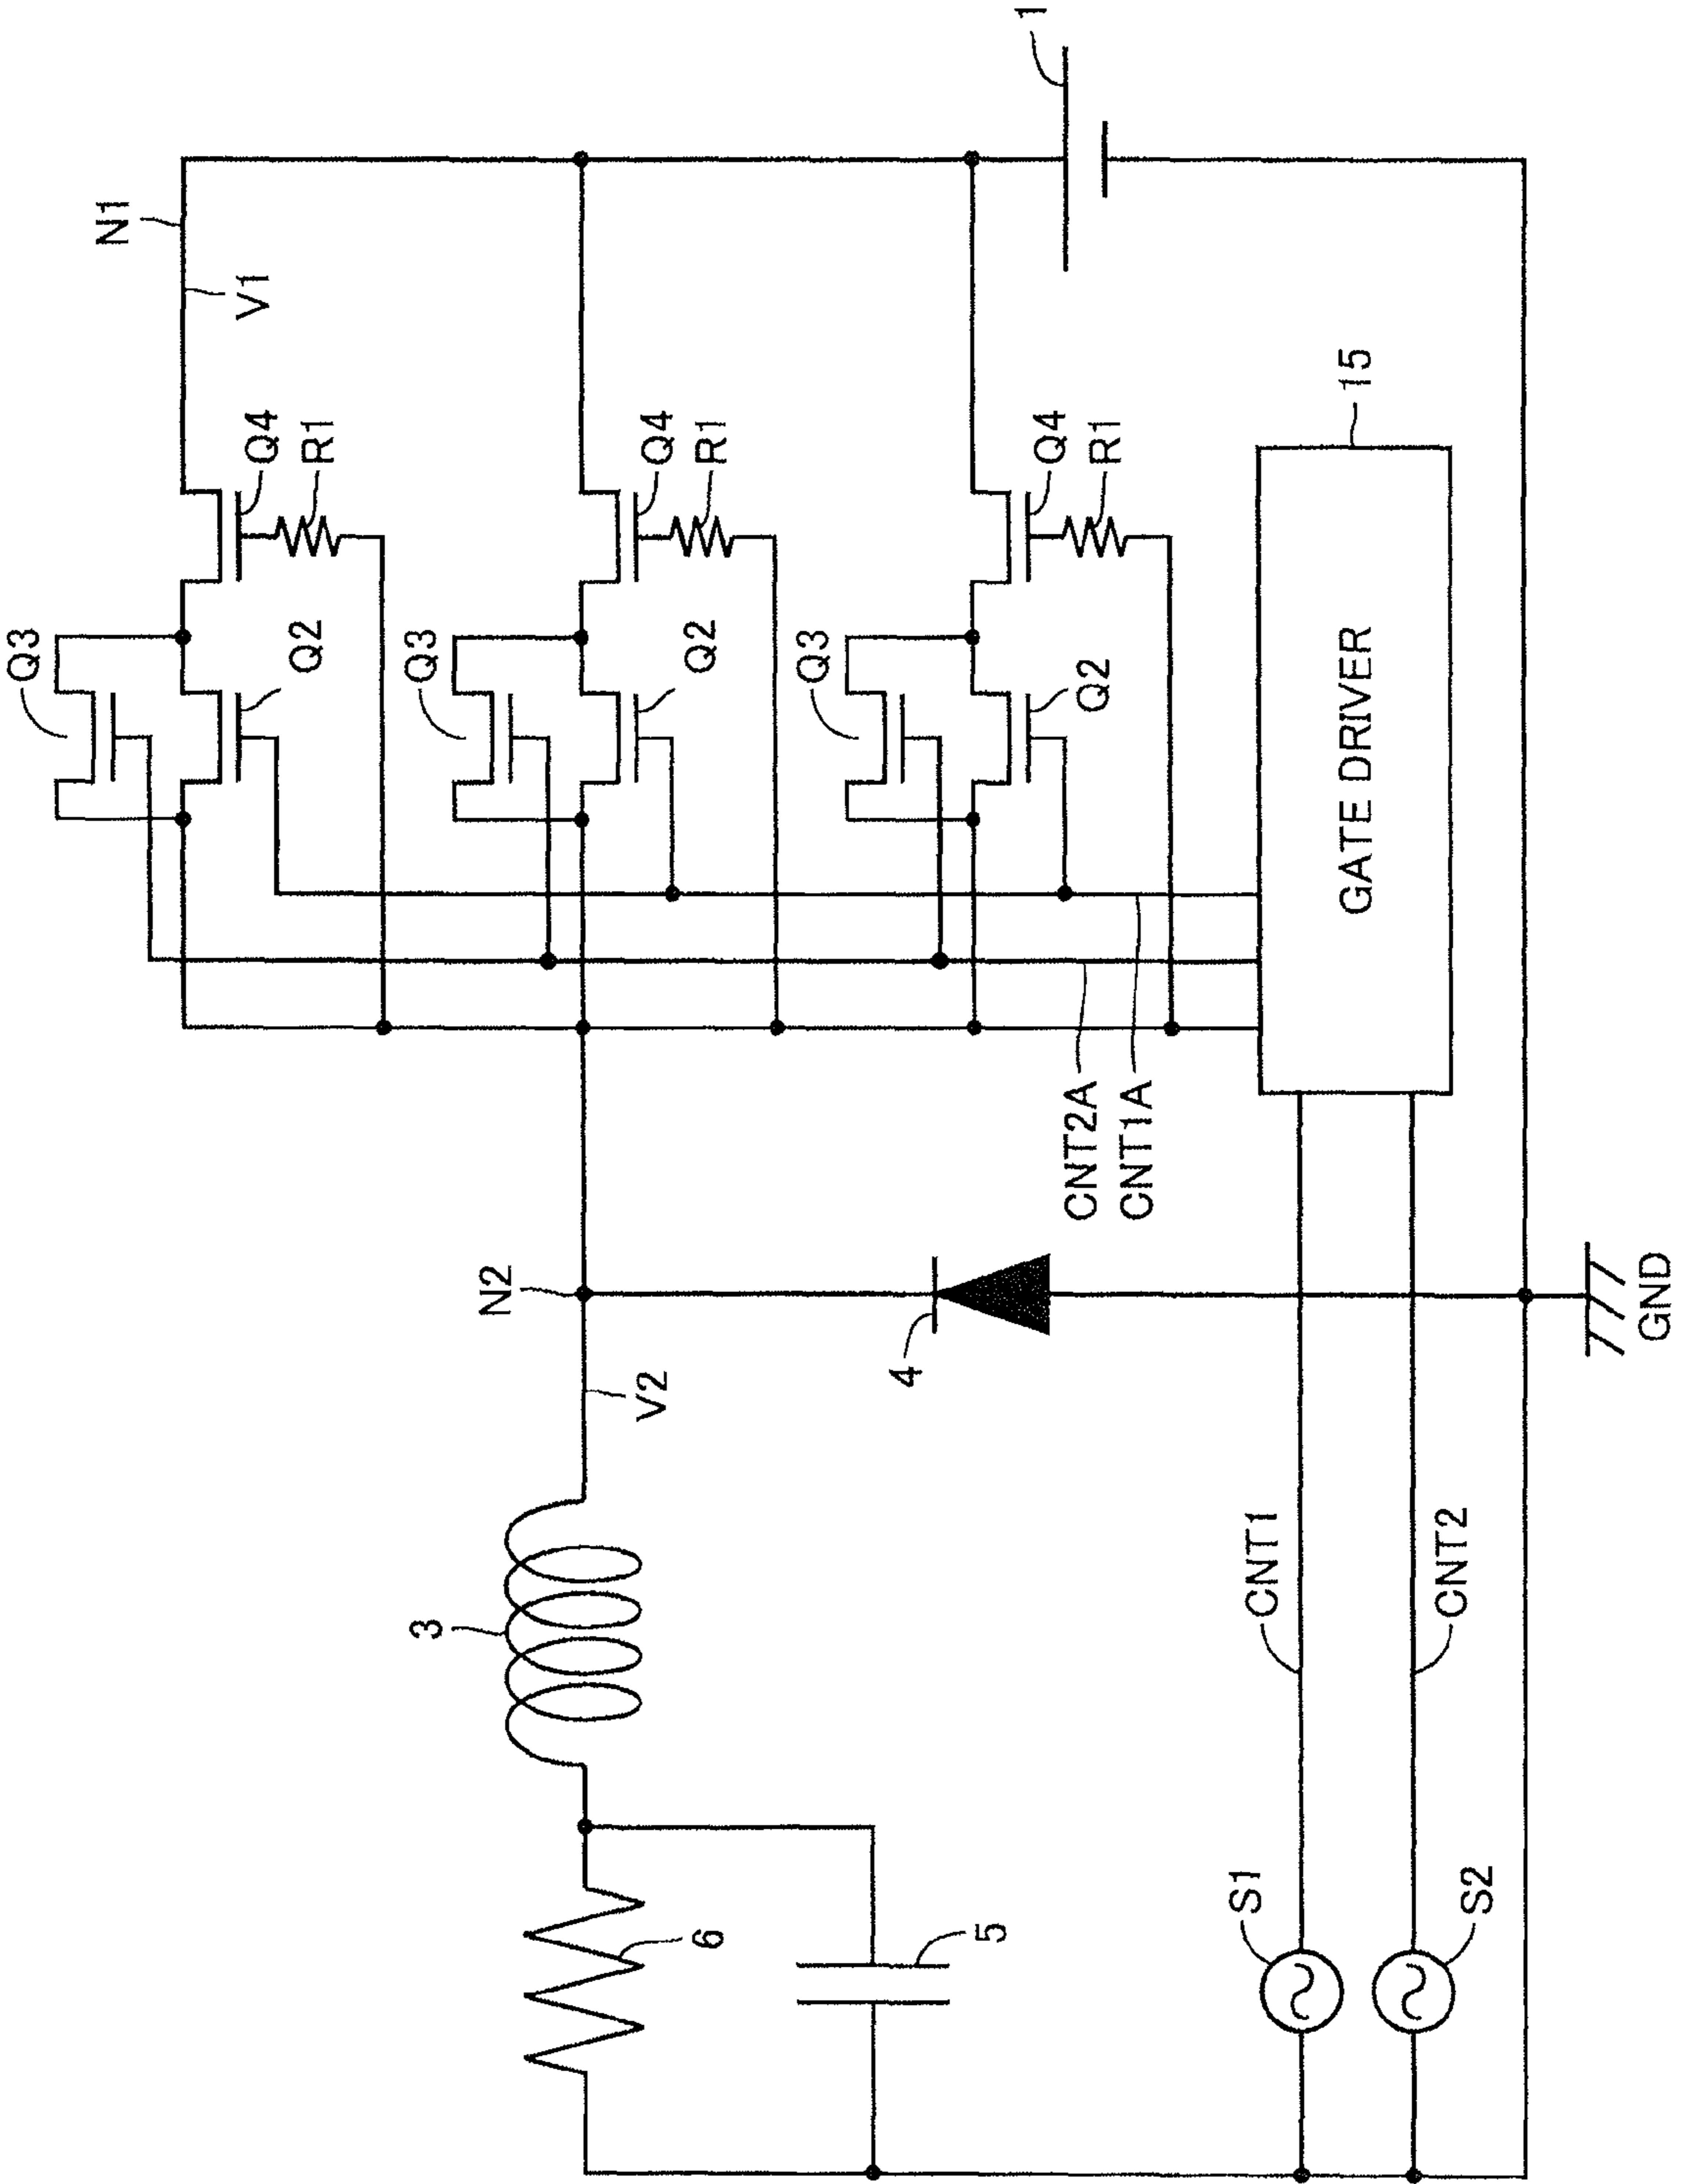 1
N1
V1
Q4
R1
Q3
Q2
Q4
R1
Q3
Q2
Q4
R1
Q3
Q2
15
GATE DRIVER
CNT2A
CNT1A
N2
4
V2
GND
3
CNT1
CNT2
6
5
S1
S2